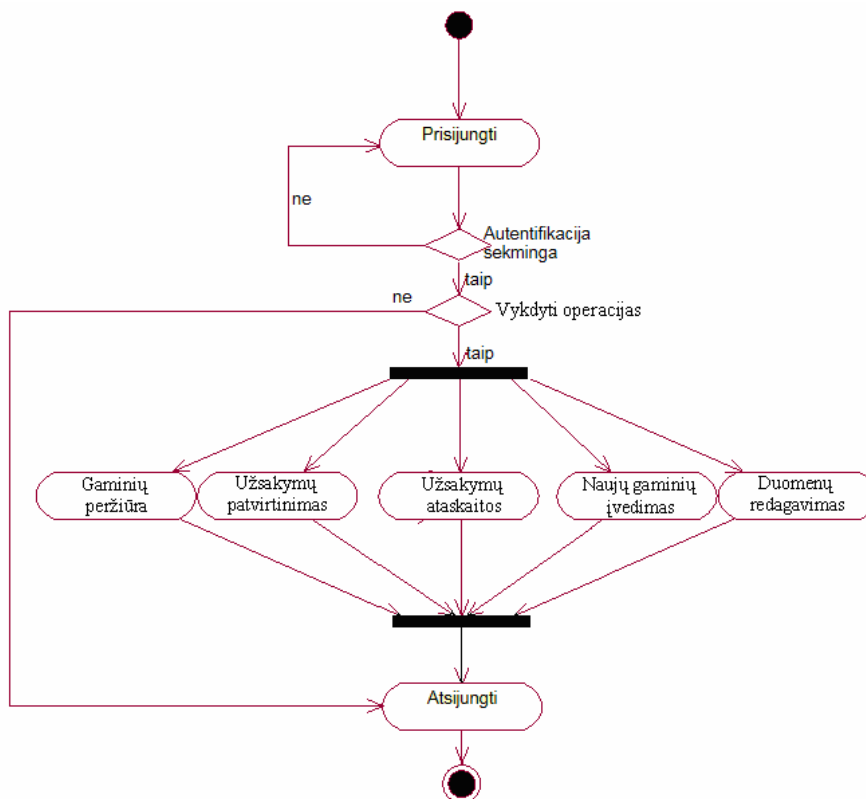 Prisijungti
ne
Autentifikacija
sekminga
taip
ne
Vykdyti operacijas
taip
Gaminių
peržiūra
Užsakymų
patvirtinimas
Užsakymų
ataskaitos
Naujų gaminių
įvedimas
Duomenų
redagavimas
Atsijungti